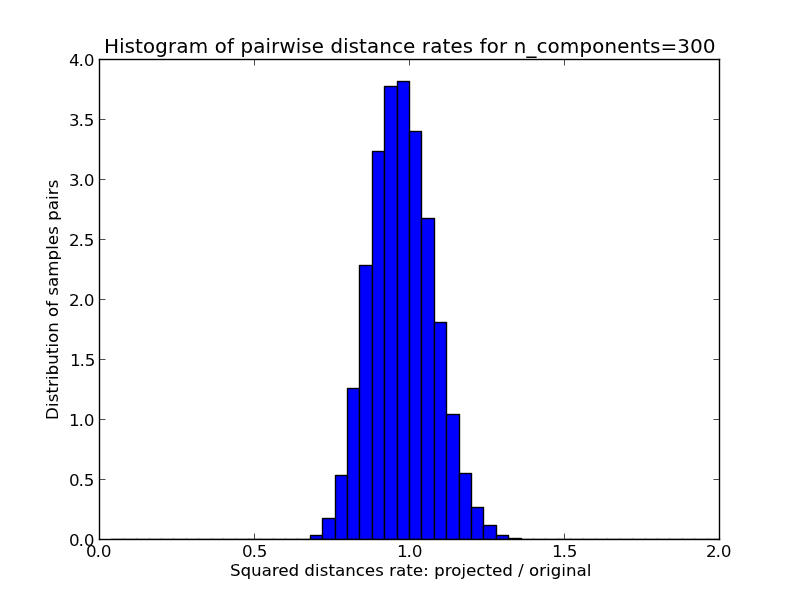 Histogram of pairwise distance rates for n_components=300
4.0
3.5
3.0
2.5
2.0
1.5
1.0
0.5
0.0
Distribution of samples pairs
0.0 0.5 1.0 1.5 2.0
Squared distances rate: projected / original